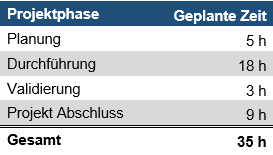 Projektphase Geplante Zeit
Planung 5 h
Durchführung 18 h
Validierung 3 h
Projekt Abschluss 9 h
Gesamt 35 h